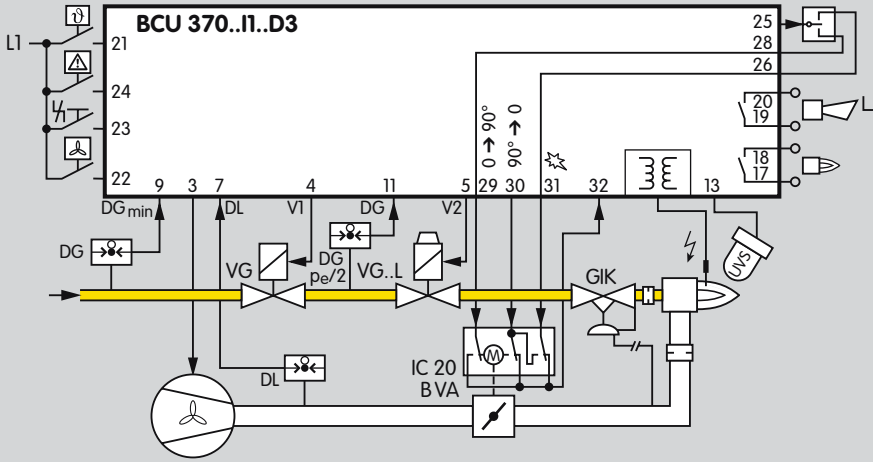 BCU 370..I1..D3
L1
ϑ
21
24
23
22
25
28
26
20
19
18
17
L
0 → 90°
90° → 0
9 3 7 4 11 5 29 30 31 32 13
DGmin DL V1 DG V2
DG
VG
DG
pe/2
VG..L
GIK
UVS
M
IC 20
BVA
DL